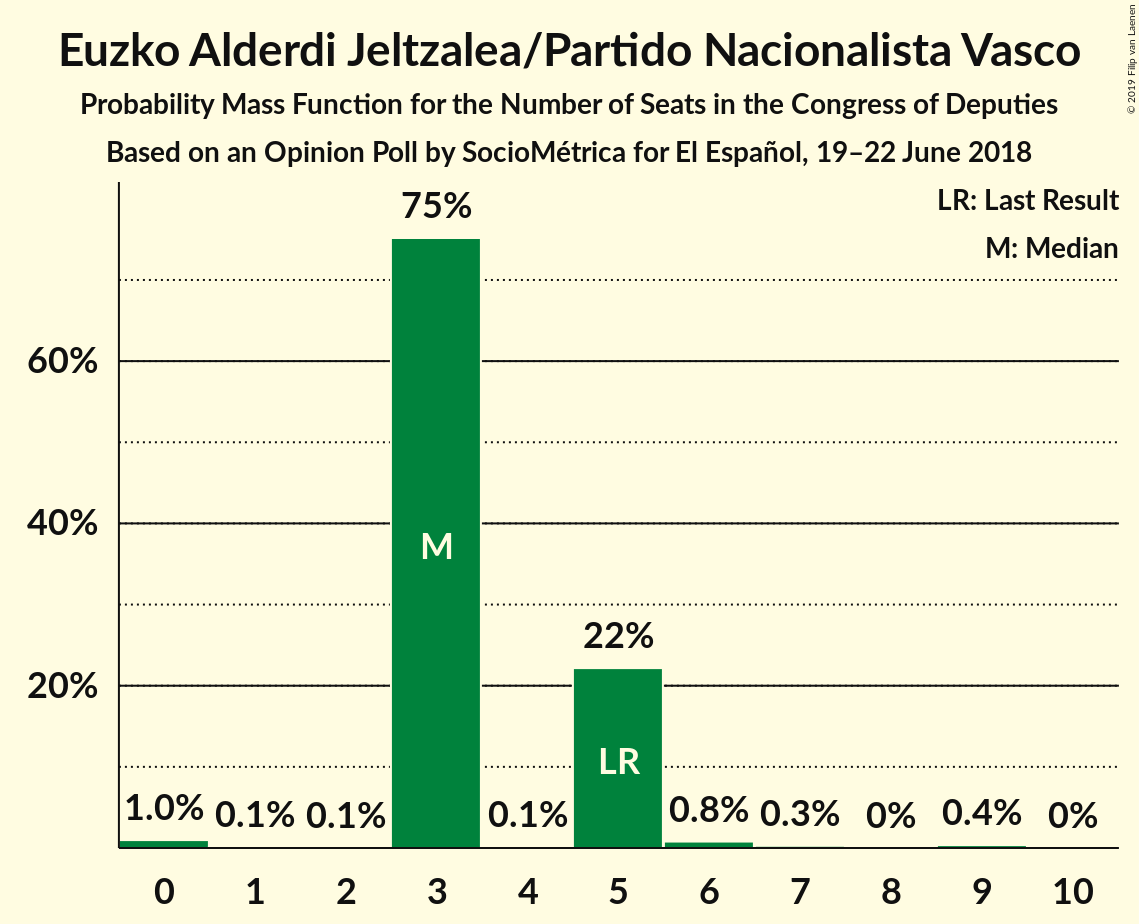 Euzko Alderdi Jeltzalea/Partido Nacionalista Vasco
Probability Mass Function for the Number of Seats in the Congress of Deputies
Based on an Opinion Poll by SocioMétrica for El Español, 19–22 June 2018
© 2019 Filip van Laenen
LR: Last Result
M: Median
75%
60%
40%
M
22%
20%
LR
1.0% 0.1% 0.1% 0.1% 0.8% 0.3% 0% 0.4% 0%
0 1 2 3 4 5 6 7 8 9 10